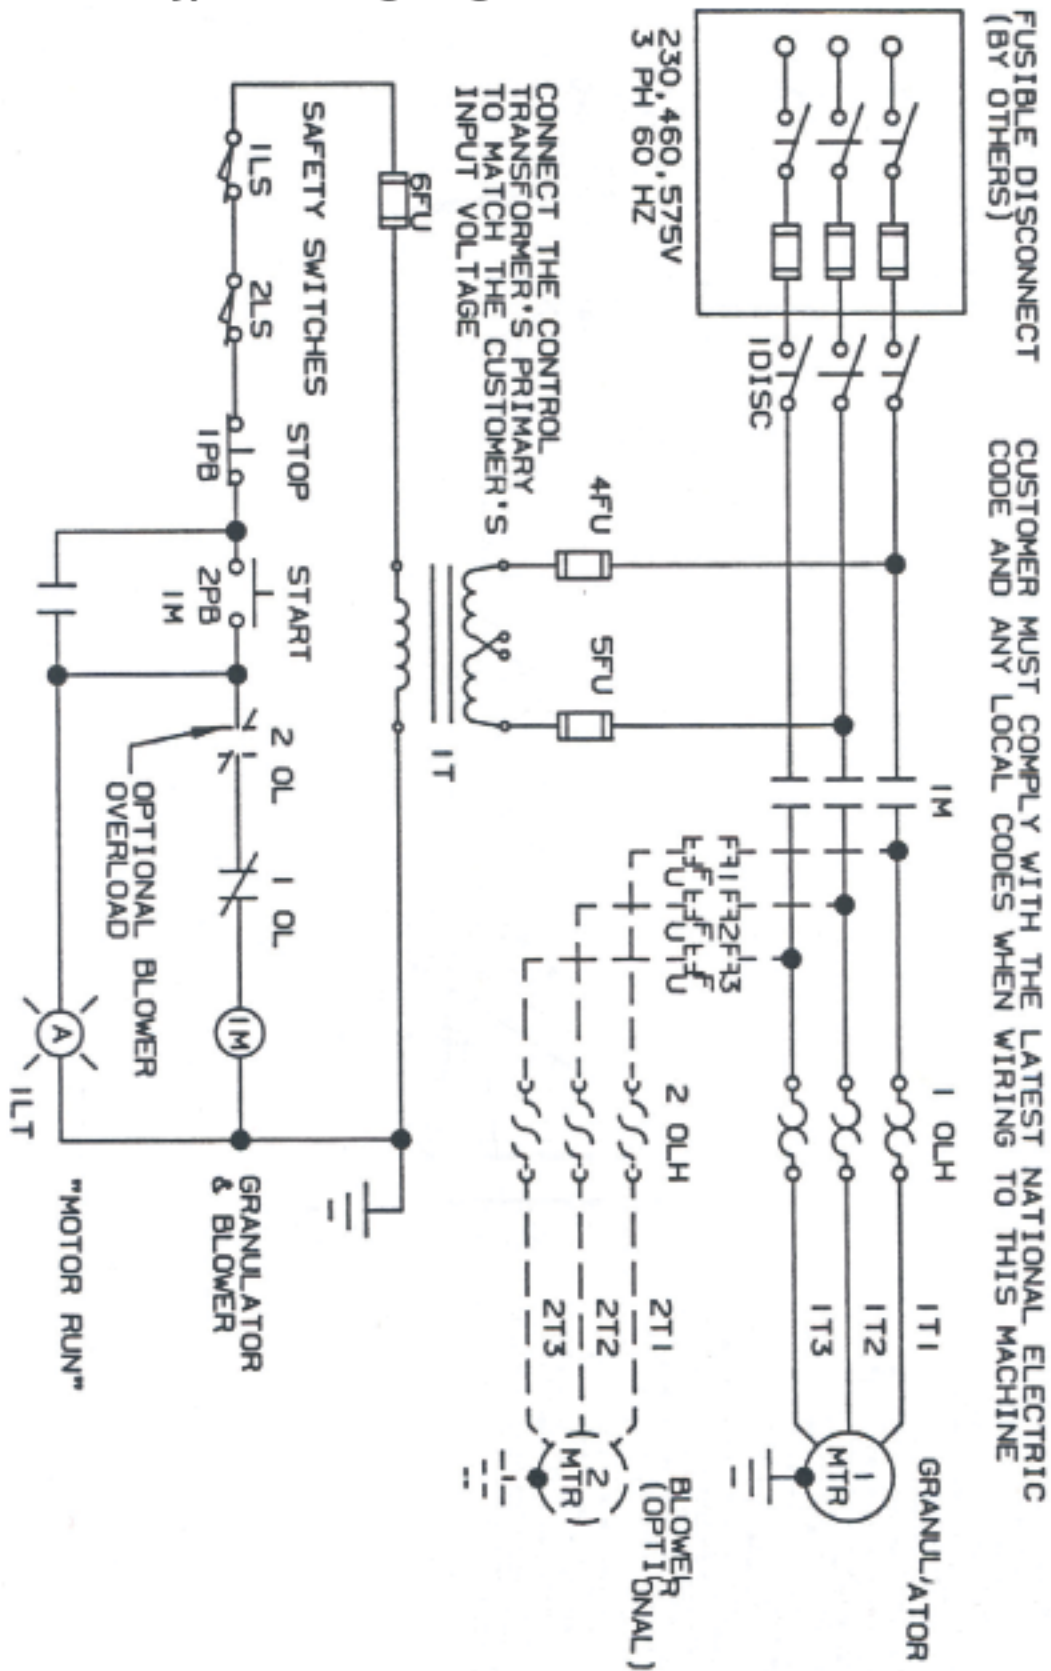 FUSIBLE DISCONNECT
(BY OTHERS)
CUSTOMER MUST COMPLY WITH THE LATEST NATIONAL ELECTRIC
CODE AND ANY LOCAL CODES WHEN WIRING TO THIS MACHINE
230,460,575V
3 PH 60 HZ
1DISC
1M
1 OLH
1T1
1T2
1T3
GRANULATOR
1
MTR
4FU
5FU
CONNECT THE CONTROL
TRANSFORMER'S PRIMARY
TO MATCH THE CUSTOMER'S
INPUT VOLTAGE
1T
2 OLH
2T1
2T2
2T3
2
MTR
BLOWER
(OPTIONAL)
6FU
SAFETY SWITCHES
1LS
2LS
STOP
1PB
START
2PB
1M
2 OL
1 OL
OPTIONAL BLOWER
OVERLOAD
1M
GRANULATOR
& BLOWER
A
1LT
"MOTOR RUN"